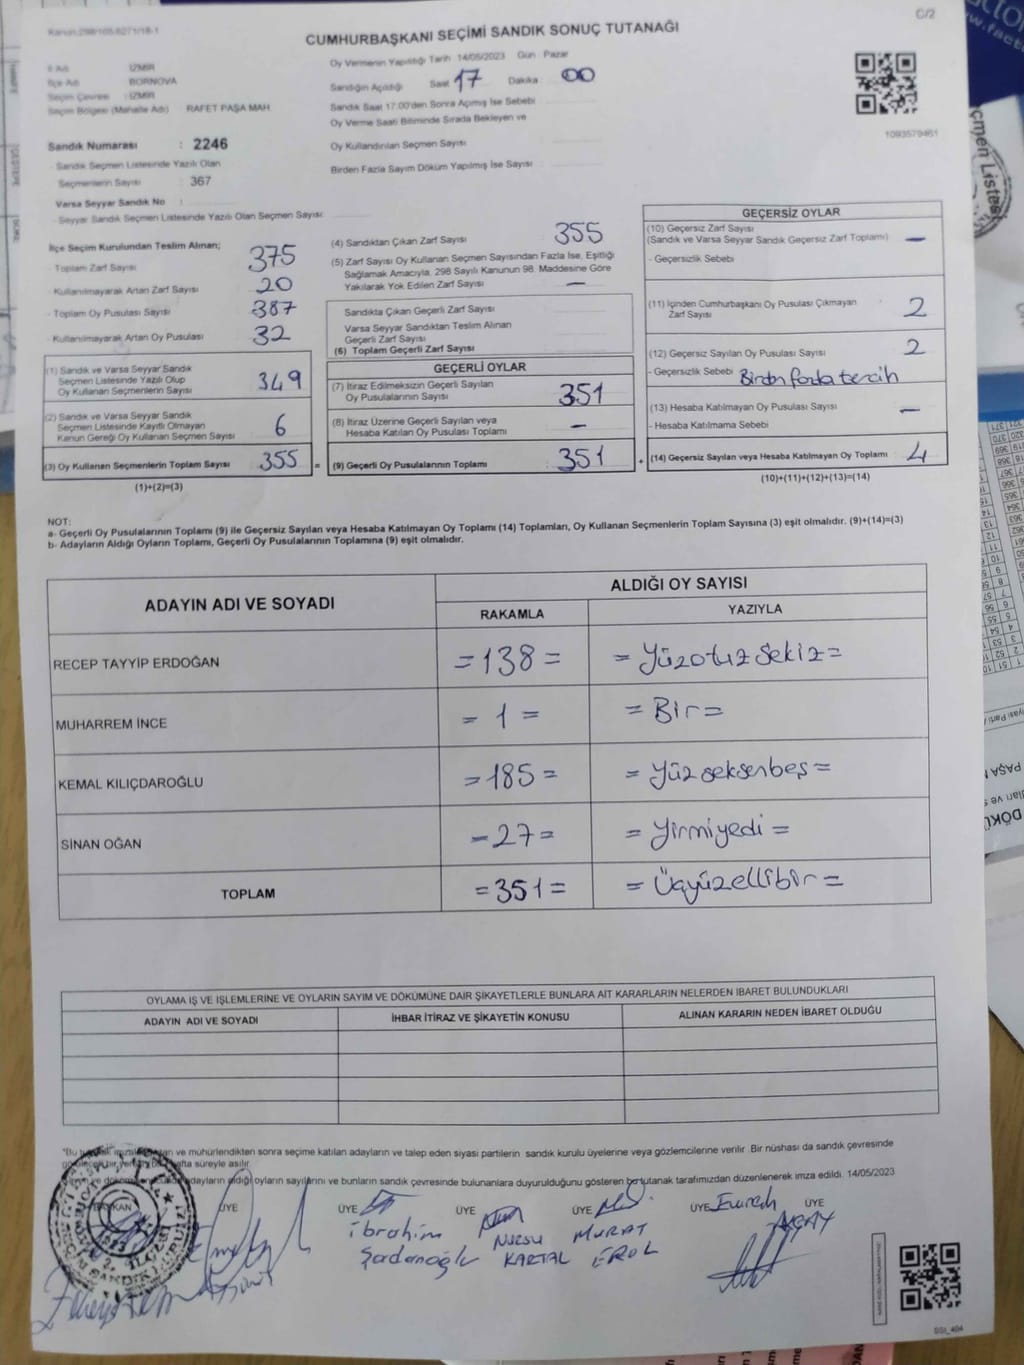 C/2
CUMHURBAŞKANI SEÇİMİ SANDIK SONUÇ TUTANAĞI
İl Adı : İZMİR
İlçe Adı : BORNOVA
Seçim Çevresi : İZMİR
Seçim Bölgesi (Mahalle Adı) RAFET PAŞA MAH
Sandık Numarası : 2246
- Sandık Seçmen Listesinde Yazılı Olan
Seçmenlerin Sayısı : 367
Varsa Seyyar Sandık No :
- Seyyar Sandık Seçmen Listesinde Yazılı Olan Seçmen Sayısı:
Oy Vermenin Yapıldığı Tarih 14/05/2023 Gün : Pazar
Sandığın Açıldığı Saat 17 Dakika 00
Sandık Saat 17.00'den Sonra Açımış İse Sebebi
Oy Verme Saati Bitiminde Sırada Bekleyen ve
Oy Kullandırılan Seçmen Sayısı
Birden Fazla Sayım Döküm Yapılmış İse Sayısı
1093579461
İlçe Seçim Kurulundan Teslim Alınan;
- Toplam Zarf Sayısı 375
- Kullanılmayarak Artan Zarf Sayısı 20
- Toplam Oy Pusulası Sayısı 387
- Kullanılmayarak Artan Oy Pusulası 32
(1) Sandık ve Varsa Seyyar Sandık
Seçmen Listesinde Yazılı Olup
Oy Kullanan Seçmenlerin Sayısı 349
(2) Sandık ve Varsa Seyyar Sandık
Seçmen Listesinde Kayıtlı Olmayan
Kanun Gereği Oy Kullanan Seçmen Sayısı 6
(3) Oy Kullanan Seçmenlerin Toplam Sayısı 355 =
(1)+(2)=(3)
(4) Sandıktan Çıkan Zarf Sayısı 355
(5) Zarf Sayısı Oy Kullanan Seçmen Sayısından Fazla İse, Eşitliği
Sağlamak Amacıyla, 298 Sayılı Kanunun 98. Maddesine Göre
Yakılarak Yok Edilen Zarf Sayısı —
Sandıkta Çıkan Geçerli Zarf Sayısı
Varsa Seyyar Sandıktan Teslim Alınan
Geçerli Zarf Sayısı
(6) Toplam Geçerli Zarf Sayısı
GEÇERLİ OYLAR
(7) İtiraz Edilmeksizin Geçerli Sayılan
Oy Pusulalarının Sayısı 351
(8) İtiraz Üzerine Geçerli Sayılan veya
Hesaba Katılan Oy Pusulası Toplamı —
(9) Geçerli Oy Pusulalarının Toplamı 351 +
GEÇERSİZ OYLAR
(10) Geçersiz Zarf Sayısı
(Sandık ve Varsa Seyyar Sandık Geçersiz Zarf Toplamı) —
- Geçersizlik Sebebi
(11) İçinden Cumhurbaşkanı Oy Pusulası Çıkmayan
Zarf Sayısı 2
(12) Geçersiz Sayılan Oy Pusulası Sayısı 2
- Geçersizlik Sebebi Birden fazla tercih
(13) Hesaba Katılmayan Oy Pusulası Sayısı —
- Hesaba Katılmama Sebebi
(14) Geçersiz Sayılan veya Hesaba Katılmayan Oy Toplamı 4
(10)+(11)+(12)+(13)=(14)
NOT:
a- Geçerli Oy Pusulalarının Toplamı (9) ile Geçersiz Sayılan veya Hesaba Katılmayan Oy Toplamı (14) Toplamları, Oy Kullanan Seçmenlerin Toplam Sayısına (3) eşit olmalıdır. (9)+(14)=(3)
b- Adayların Aldığı Oyların Toplamı, Geçerli Oy Pusulalarının Toplamına (9) eşit olmalıdır.
ADAYIN ADI VE SOYADI
ALDIĞI OY SAYISI
RAKAMLA YAZIYLA
RECEP TAYYİP ERDOĞAN =138= =Yüzotuzsekiz=
MUHARREM İNCE =1= =Bir=
KEMAL KILIÇDAROĞLU =185= =Yüzseksenbeş=
SİNAN OĞAN =27= =Yirmiyedi=
TOPLAM =351= =Üçyüzellibir=
OYLAMA İŞ VE İŞLEMLERİNE VE OYLARIN SAYIM VE DÖKÜMÜNE DAİR ŞİKAYETLERLE BUNLARA AİT KARARLARIN NELERDEN İBARET BULUNDUKLARI
ADAYIN ADI VE SOYADI İHBAR İTİRAZ VE ŞİKAYETİN KONUSU ALINAN KARARIN NEDEN İBARET OLDUĞU
ve mühürlendikten sonra seçime katılan adayların ve talep eden siyasi partilerin sandık kurulu üyelerine veya gözlemcilerine verilir. Bir nüshası da sandık çevresinde
hafta süreyle asılır.
adayların aldığı oyların sayılarını ve bunların sandık çevresinde bulunanlara duyurulduğunu gösteren bu tutanak tarafımızdan düzenlenerek imza edildi. 14/05/2023
BAŞKAN ÜYE ÜYE ÜYE ÜYE ÜYE ÜYE
İbrahim Şadanoğlu
NURSU KARTAL
MURAT EROL
Emrah AKÇAY
SSI_464